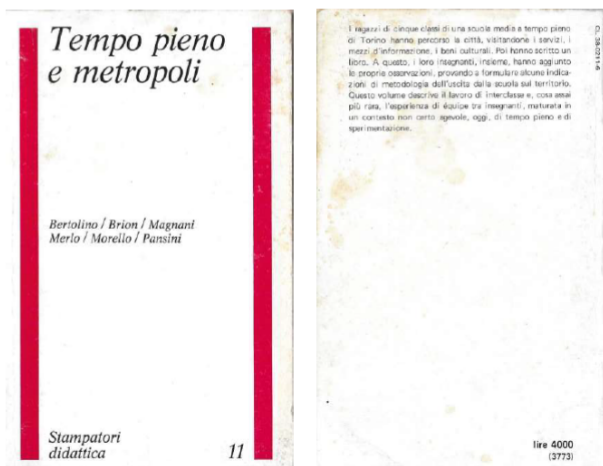 Tempo pieno
e metropoli
Bertolino / Brion / Magnani
Merlo / Morello / Pansini
Stampatori
didattica
11
I ragazzi di cinque classi di una scuola media a tempo pieno
di Torino hanno percorso la città, visitandone i servizi, i
mezzi d'informazione, i beni culturali. Poi hanno scritto un
libro. A questo, i loro insegnanti, insieme, hanno aggiunto
le proprie osservazioni, provando a formulare alcune indica-
zioni di metodologia dell'uscita dalla scuola sul territorio.
Questo volume descrive il lavoro di interclasse e, cosa assai
più rara, l'esperienza di équipe tra insegnanti, maturata in
un contesto non certo agevole, oggi, di tempo pieno e di
sperimentazione.
lire 4000
(3773)